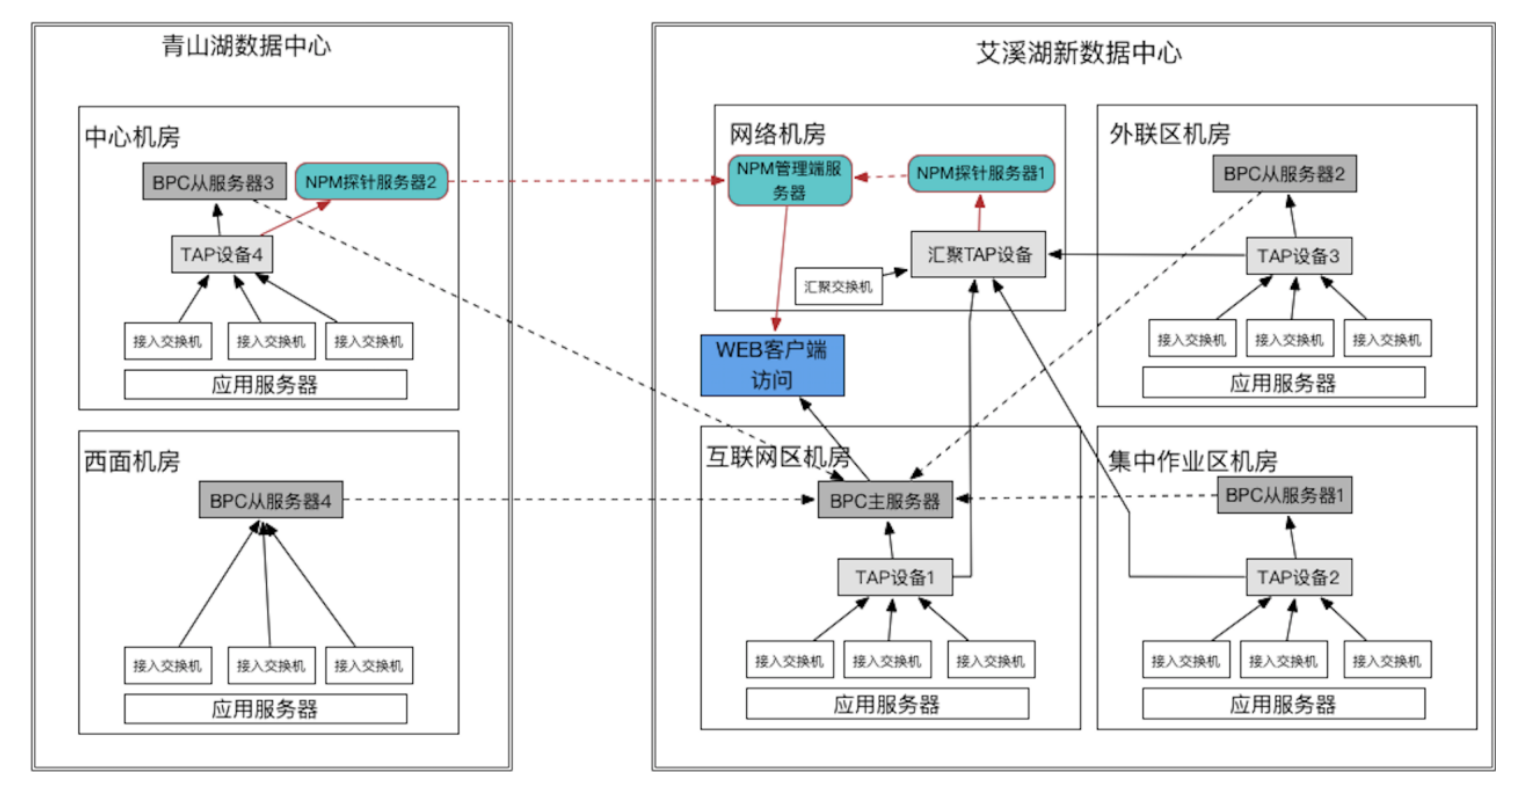 青山湖数据中心
中心机房
BPC从服务器3
NPM探针服务器2
TAP设备4
接入交换机
接入交换机
接入交换机
应用服务器
西面机房
BPC从服务器4
接入交换机
接入交换机
接入交换机
应用服务器
艾溪湖新数据中心
网络机房
NPM管理端服
务器
NPM探针服务器1
汇聚TAP设备
汇聚交换机
WEB客户端
访问
外联区机房
BPC从服务器2
TAP设备3
接入交换机
接入交换机
接入交换机
应用服务器
互联网区机房
BPC主服务器
TAP设备1
接入交换机
接入交换机
接入交换机
应用服务器
集中作业区机房
BPC从服务器1
TAP设备2
接入交换机
接入交换机
接入交换机
应用服务器